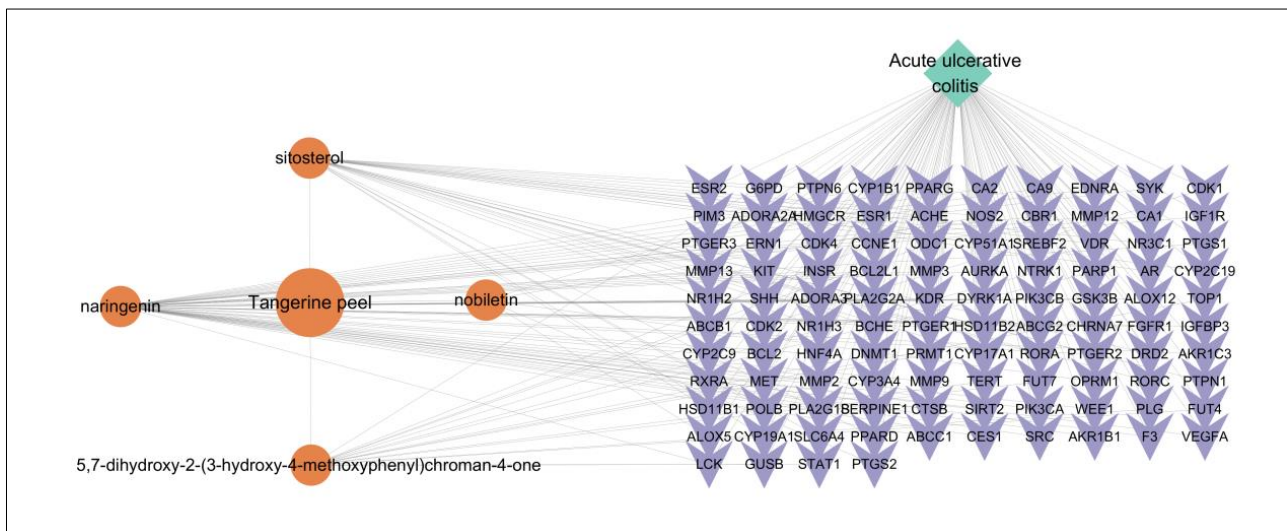 Acute ulcerative
colitis
sitosterol
naringenin
Tangerine peel
nobiletin
5,7-dihydroxy-2-(3-hydroxy-4-methoxyphenyl)chroman-4-one
ESR2 G6PD PTPN6 CYP1B1 PPARG CA2 CA9 EDNRA SYK CDK1
PIM3 ADORA2A HMGCR ESR1 ACHE NOS2 CBR1 MMP12 CA1 IGF1R
PTGER3 ERN1 CDK4 CCNE1 ODC1 CYP51A1 SREBF2 VDR NR3C1 PTGS1
MMP13 KIT INSR BCL2L1 MMP3 AURKA NTRK1 PARP1 AR CYP2C19
NR1H2 SHH ADORA3 PLA2G2A KDR DYRK1A PIK3CB GSK3B ALOX12 TOP1
ABCB1 CDK2 NR1H3 BCHE PTGER1 HSD11B2 ABCG2 CHRNA7 FGFR1 IGFBP3
CYP2C9 BCL2 HNF4A DNMT1 PRMT1 CYP17A1 RORA PTGER2 DRD2 AKR1C3
RXRA MET MMP2 CYP3A4 MMP9 TERT FUT7 OPRM1 RORC PTPN1
HSD11B1 POLB PLA2G1B SERPINE1 CTSB SIRT2 PIK3CA WEE1 PLG FUT4
ALOX5 CYP19A1 SLC6A4 PPARD ABCC1 CES1 SRC AKR1B1 F3 VEGFA
LCK GUSB STAT1 PTGS2